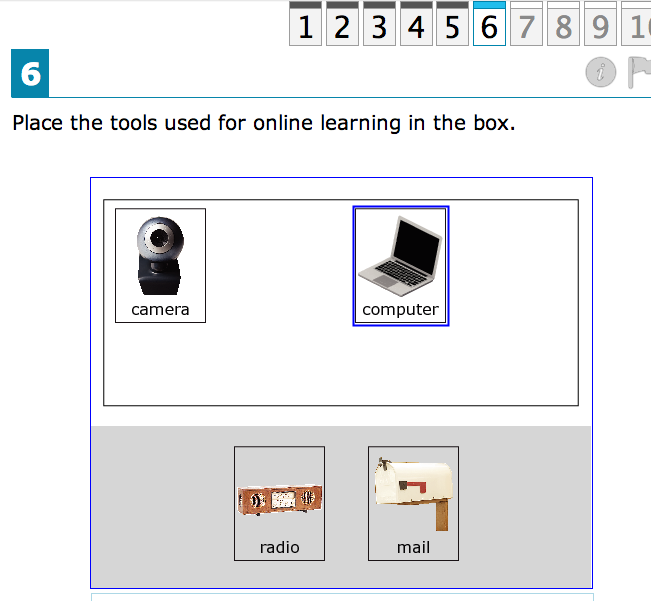 1 2 3 4 5 6 7 8 9 10
6 i
Place the tools used for online learning in the box.
camera computer
radio mail